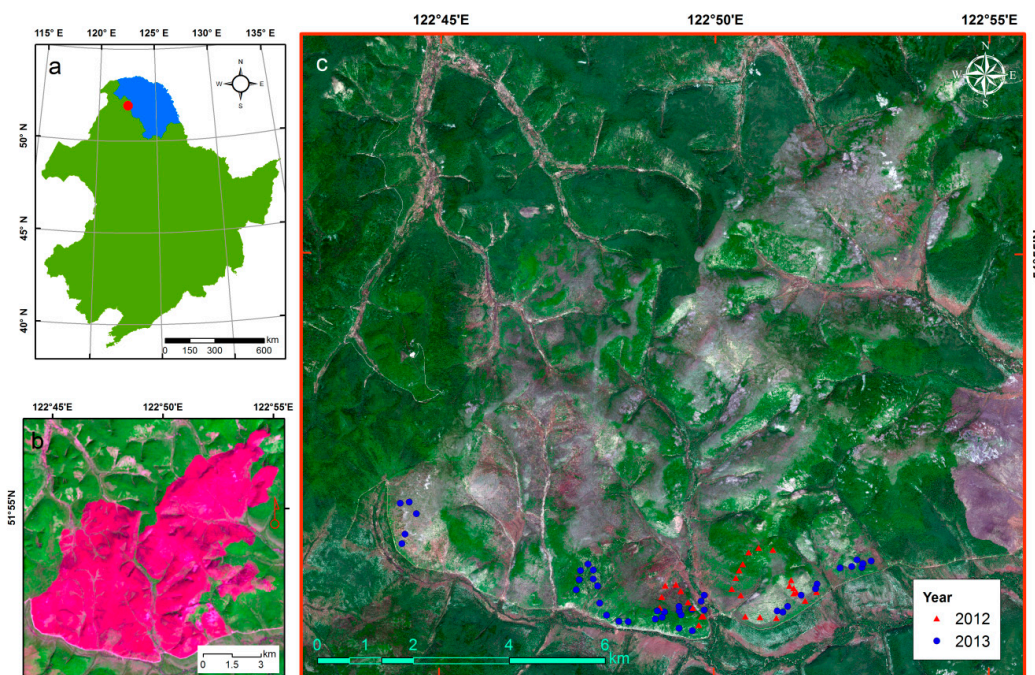 115° E 120° E 125° E 130° E 135° E
a
N
W E
S
50° N
45° N
40° N
km
0 150 300 600
122°45'E 122°50'E 122°55'E
b
51°55'N
km
0 1.5 3
122°45'E 122°50'E 122°55'E
c
N
W E
S
Year
2012
2013
0 1 2 4 6
km